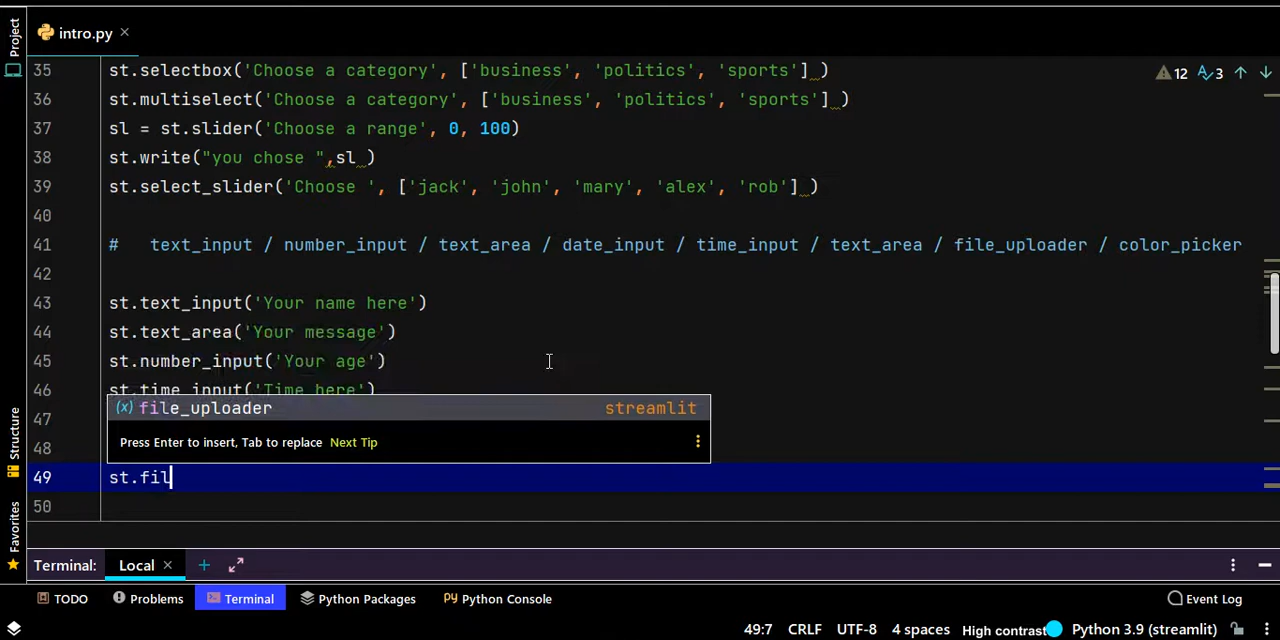 Project
intro.py
35 st.selectbox('Choose a category', ['business', 'politics', 'sports'] )
12 3
36 st.multiselect('Choose a category', ['business', 'politics', 'sports'] )
37 sl = st.slider('Choose a range', 0, 100)
38 st.write("you chose ",sl )
39 st.select_slider('Choose ', ['jack', 'john', 'mary', 'alex', 'rob'] )
40
41 # text_input / number_input / text_area / date_input / time_input / text_area / file_uploader / color_picker
42
43 st.text_input('Your name here')
44 st.text_area('Your message')
45 st.number_input('Your age')
46 st.time_input('Time here')
(x) file_uploader streamlit
47
Press Enter to insert, Tab to replace Next Tip
48
49 st.fil
50
Structure
Favorites
Terminal: Local
TODO Problems Terminal Python Packages Python Console Event Log
49:7 CRLF UTF-8 4 spaces High contrast Python 3.9 (streamlit)